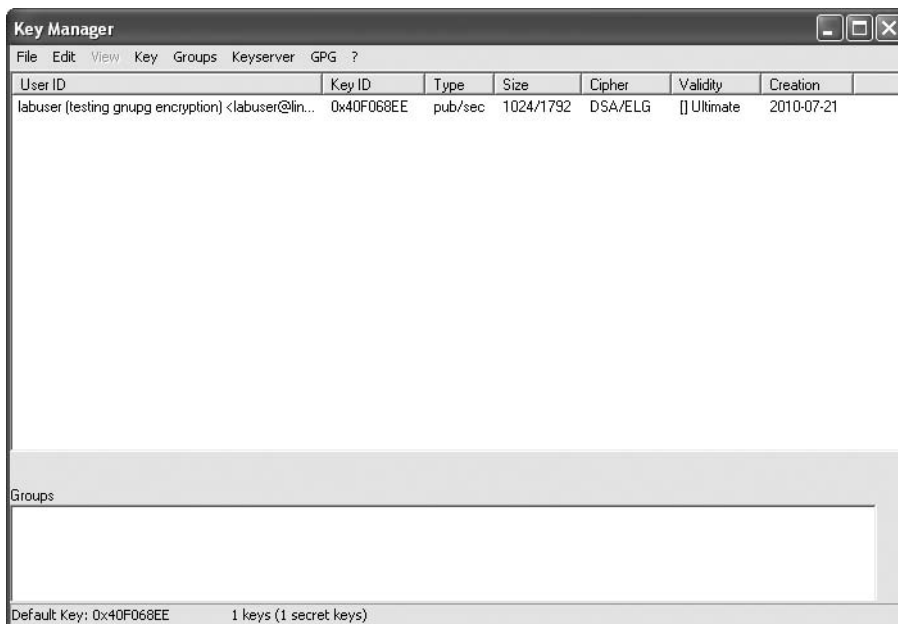 Key Manager
File Edit View Key Groups Keyserver GPG ?
User ID Key ID Type Size Cipher Validity Creation
labuser (testing gnupg encryption) <labuser@lin... 0x40F068EE pub/sec 1024/1792 DSA/ELG [] Ultimate 2010-07-21
Groups
Default Key: 0x40F068EE 1 keys (1 secret keys)